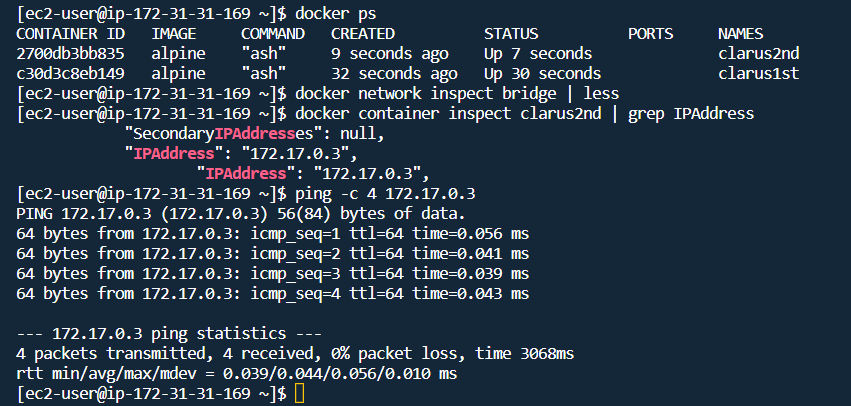 [ec2-user@ip-172-31-31-169 ~]$ docker ps
CONTAINER ID   IMAGE     COMMAND   CREATED          STATUS          PORTS     NAMES
2700db3bb835   alpine    "ash"     9 seconds ago    Up 7 seconds              clarus2nd
c30d3c8eb149   alpine    "ash"     32 seconds ago   Up 30 seconds             clarus1st
[ec2-user@ip-172-31-31-169 ~]$ docker network inspect bridge | less
[ec2-user@ip-172-31-31-169 ~]$ docker container inspect clarus2nd | grep IPAddress
            "SecondaryIPAddresses": null,
            "IPAddress": "172.17.0.3",
                    "IPAddress": "172.17.0.3",
[ec2-user@ip-172-31-31-169 ~]$ ping -c 4 172.17.0.3
PING 172.17.0.3 (172.17.0.3) 56(84) bytes of data.
64 bytes from 172.17.0.3: icmp_seq=1 ttl=64 time=0.056 ms
64 bytes from 172.17.0.3: icmp_seq=2 ttl=64 time=0.041 ms
64 bytes from 172.17.0.3: icmp_seq=3 ttl=64 time=0.039 ms
64 bytes from 172.17.0.3: icmp_seq=4 ttl=64 time=0.043 ms

--- 172.17.0.3 ping statistics ---
4 packets transmitted, 4 received, 0% packet loss, time 3068ms
rtt min/avg/max/mdev = 0.039/0.044/0.056/0.010 ms
[ec2-user@ip-172-31-31-169 ~]$